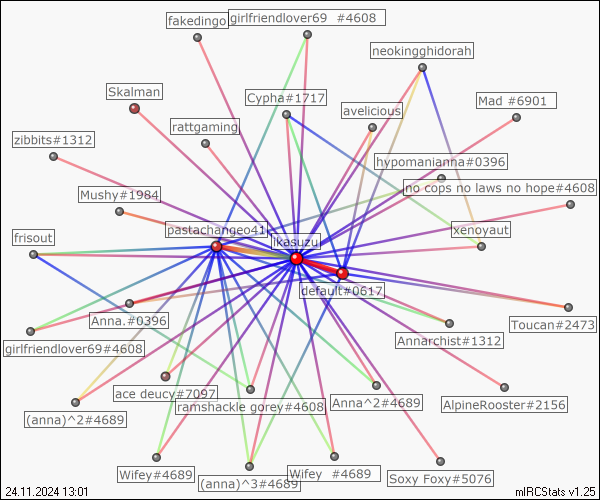 fakedingo
girlfriendlover69 #4608
neokingghidorah
Skalman
Cypha#1717
avelicious
Mad #6901
rattgaming
zibbits#1312
hypomanianna#0396
no cops no laws no hope#4608
Mushy#1984
pastachangeo41
ikasuzuj
xenoyaut
frisout
default#0617
Anna.#0396
Toucan#2473
Annarchist#1312
girlfriendlover69#4608
ace deucy#7097
ramshackle gorey#4608
Anna^2#4689
AlpineRooster#2156
(anna)^2#4689
Wifey#4689
(anna)^3#4689
Wifey #4689
Soxy Foxy#5076
24.11.2024 13:01
mIRCStats v1.25